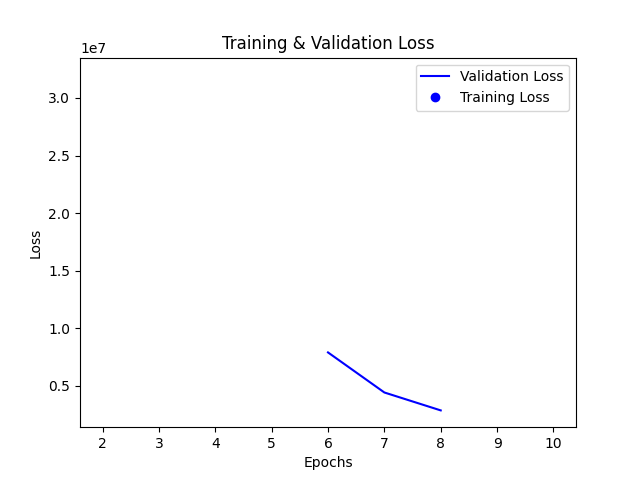 Training & Validation Loss
1e7
Validation Loss
Training Loss
3.0
2.5
2.0
1.5
1.0
0.5
Loss
2 3 4 5 6 7 8 9 10
Epochs